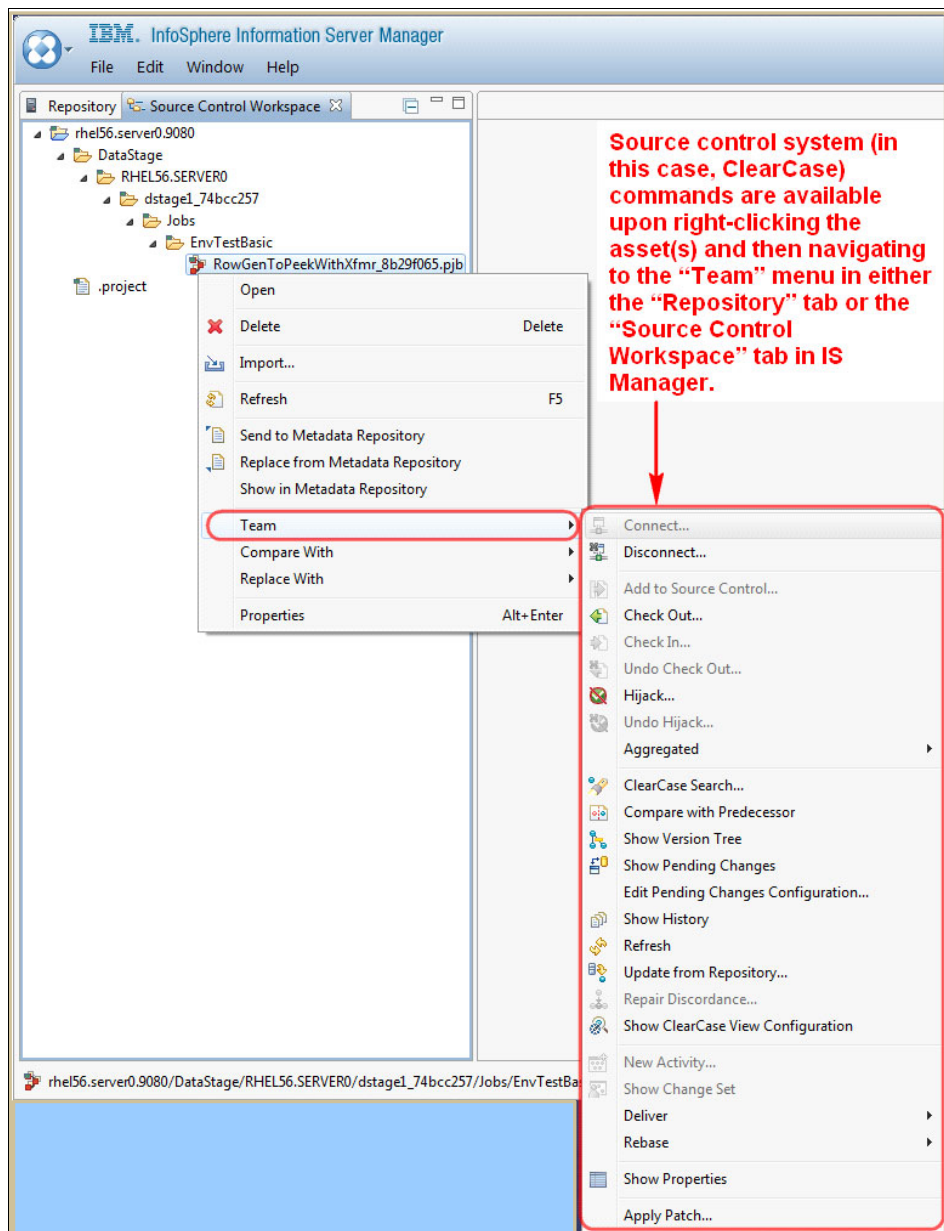 IBM. InfoSphere Information Server Manager
File Edit Window Help
Repository Source Control Workspace
rhel56.server0.9080
DataStage
RHEL56.SERVER0
dstage1_74bcc257
Jobs
EnvTestBasic
RowGenToPeekWithXfmr_8b29f065.pjb
.project
Source control system (in
this case, ClearCase)
commands are available
upon right-clicking the
asset(s) and then navigating
to the “Team” menu in either
the “Repository” tab or the
“Source Control
Workspace” tab in IS
Manager.
Open
Delete Delete
Import...
Refresh F5
Send to Metadata Repository
Replace from Metadata Repository
Show in Metadata Repository
Team
Compare With
Replace With
Properties Alt+Enter
Connect...
Disconnect...
Add to Source Control...
Check Out...
Check In...
Undo Check Out...
Hijack...
Undo Hijack...
Aggregated
ClearCase Search...
Compare with Predecessor
Show Version Tree
Show Pending Changes
Edit Pending Changes Configuration...
Show History
Refresh
Update from Repository...
Repair Discordance...
Show ClearCase View Configuration
New Activity...
Show Change Set
Deliver
Rebase
Show Properties
Apply Patch...
rhel56.server0.9080/DataStage/RHEL56.SERVER0/dstage1_74bcc257/Jobs/EnvTestBa